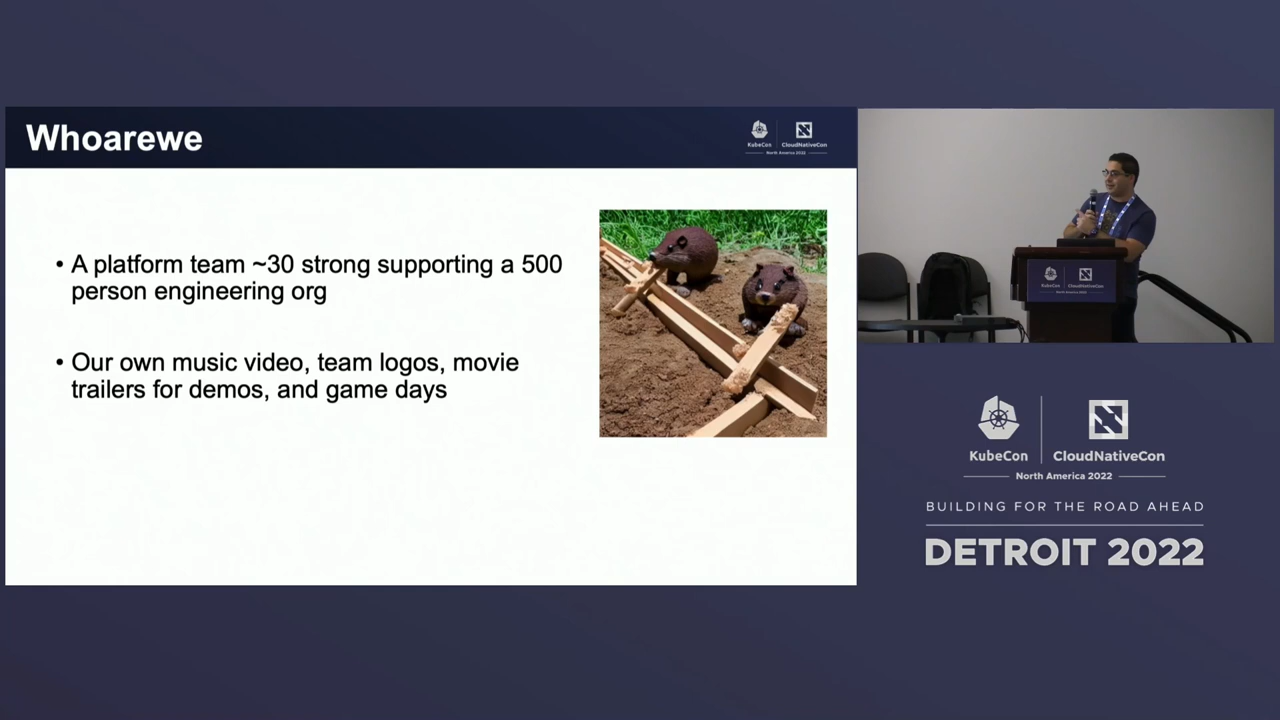 Whoarewe
KubeCon
CloudNativeCon
North America 2022
• A platform team ~30 strong supporting a 500
person engineering org
• Our own music video, team logos, movie
trailers for demos, and game days
KubeCon
CloudNativeCon
KubeCon
CloudNativeCon
North America 2022
BUILDING FOR THE ROAD AHEAD
DETROIT 2022